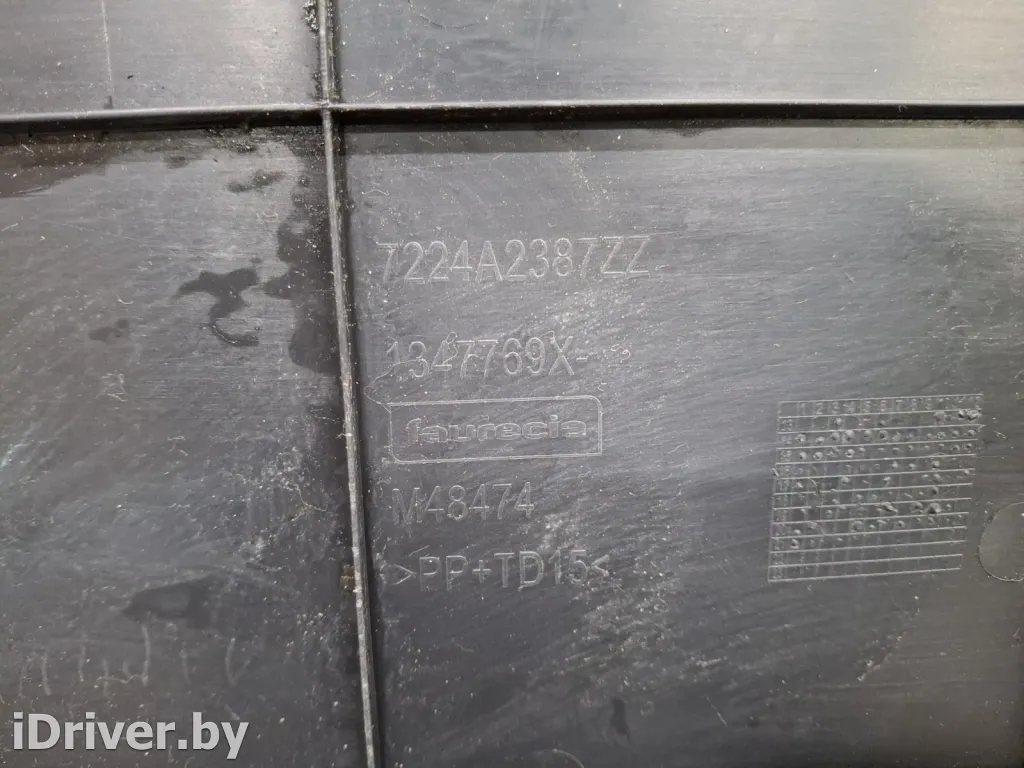 7224A2387ZZ
1347769X-
faurecia
M48474
>PP+TD15<
iDriver.by